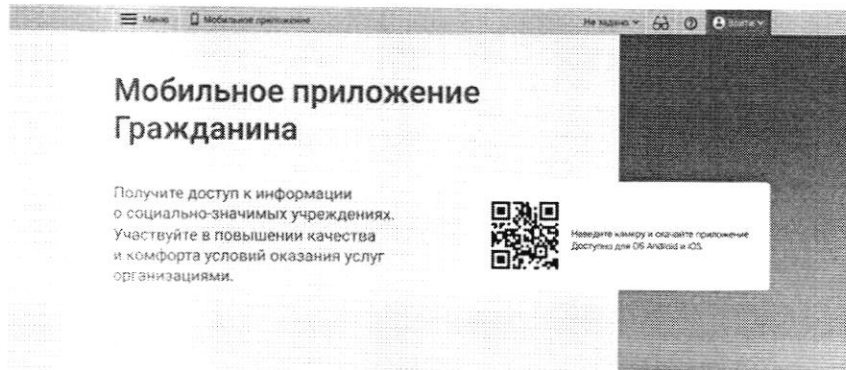 Меню Мобильное приложение Не задано Войти
Мобильное приложение
Гражданина
Получите доступ к информации
о социально-значимых учреждениях.
Участвуйте в повышении качества
и комфорта условий оказания услуг
организациями.
Наведите камеру и скачайте приложение
Доступно для OS Android и iOS.